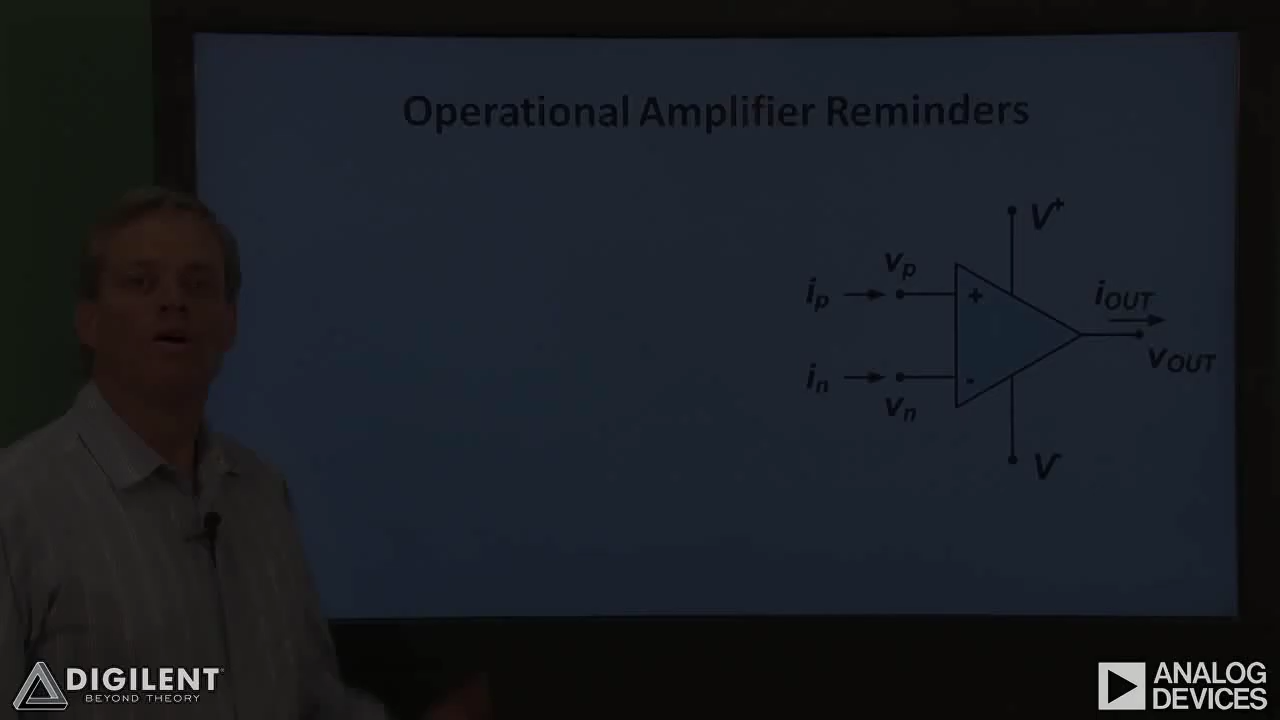 Operational Amplifier Reminders
V+
vp
ip
+
iOUT
vOUT
in
-
vn
V-
DIGILENT
BEYOND THEORY
ANALOG
DEVICES